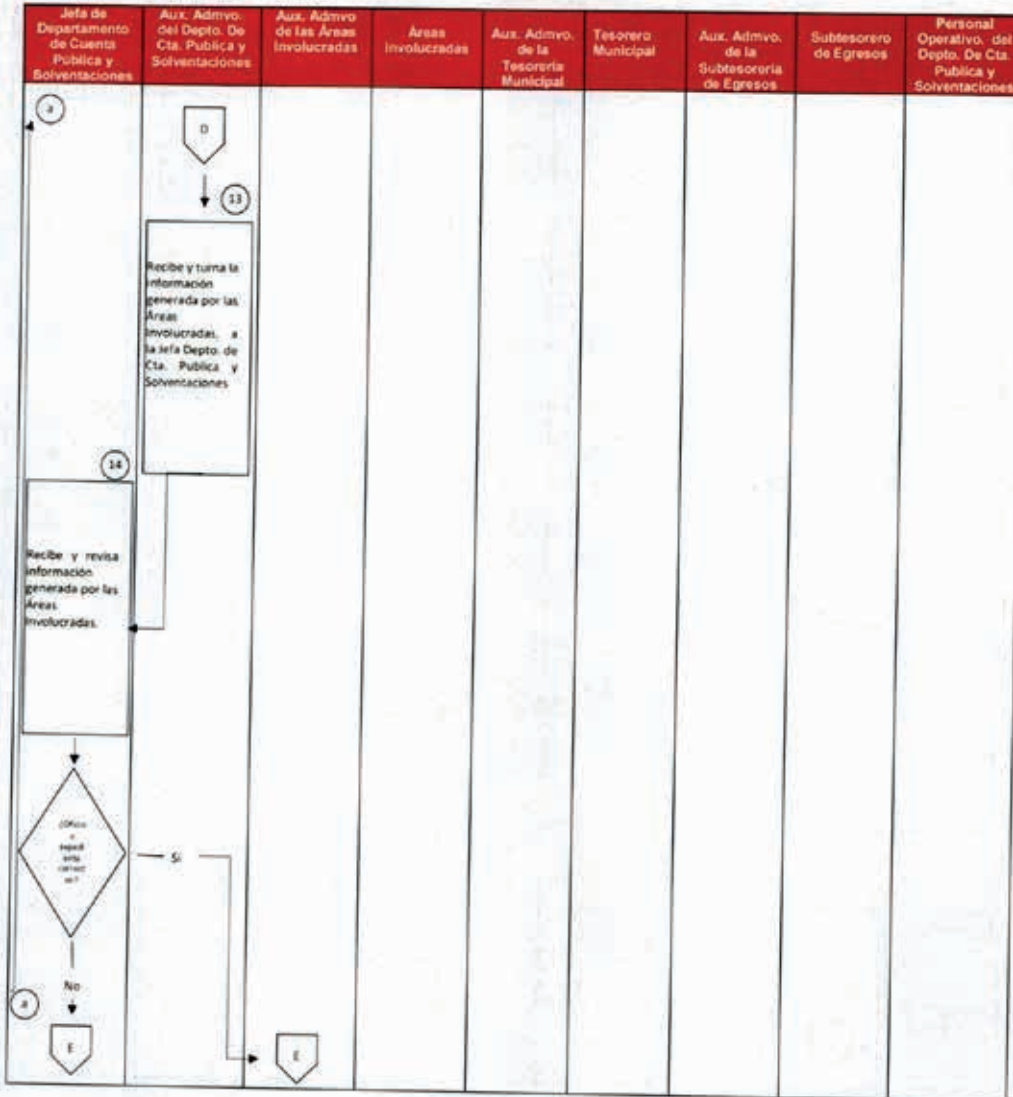 Jefa de
Departamento
de Cuenta
Pública y
Solventaciones
Aux. Admvo.
del Depto. De
Cta. Publica y
Solventaciones
Aux. Admvo
de las Áreas
Involucradas
Áreas
Involucradas
Aux. Admvo.
de la
Tesorería
Municipal
Tesorero
Municipal
Aux. Admvo.
de la
Subtesorería
de Egresos
Subtesorero
de Egresos
Personal
Operativo. del
Depto. De Cta.
Publica y
Solventaciones
a
D
13
Recibe y turna la
información
generada por las
Áreas
Involucradas, a
la Jefa Depto. de
Cta. Publica y
Solventaciones
14
Recibe y revisa
información
generada por las
Áreas
Involucradas.
Si
No
a
E
E